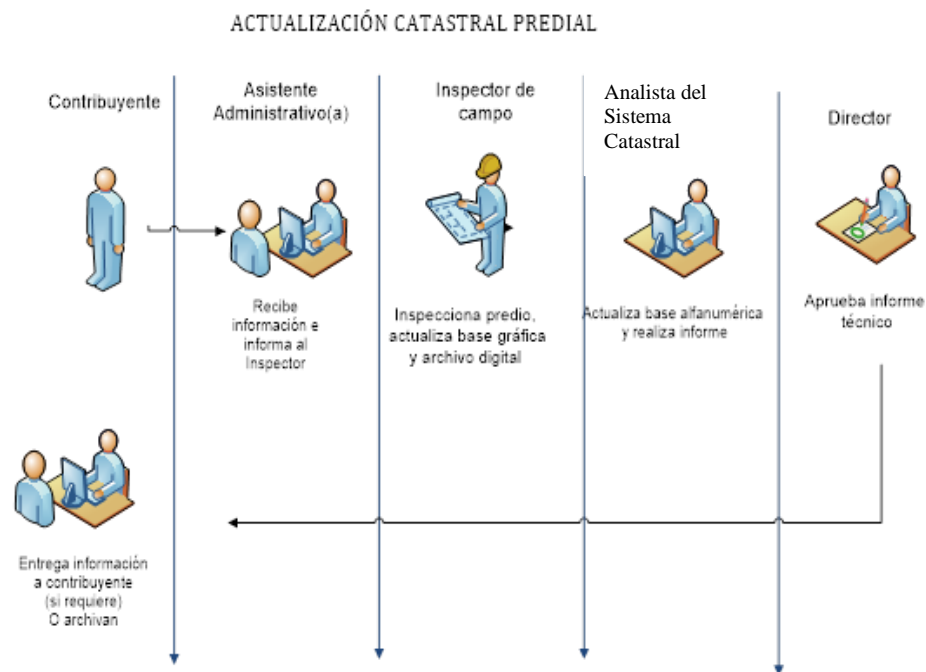 ACTUALIZACIÓN CATASTRAL PREDIAL
Contribuyente
Asistente
Administrativo(a)
Inspector de
campo
Analista del
Sistema
Catastral
Director
Recibe
información e
informa al
Inspector
Inspecciona predio,
actualiza base gráfica
y archivo digital
Actualiza base alfanumérica
y realiza informe
Aprueba informe
técnico
Entrega información
a contribuyente
(si requiere)
O archivan